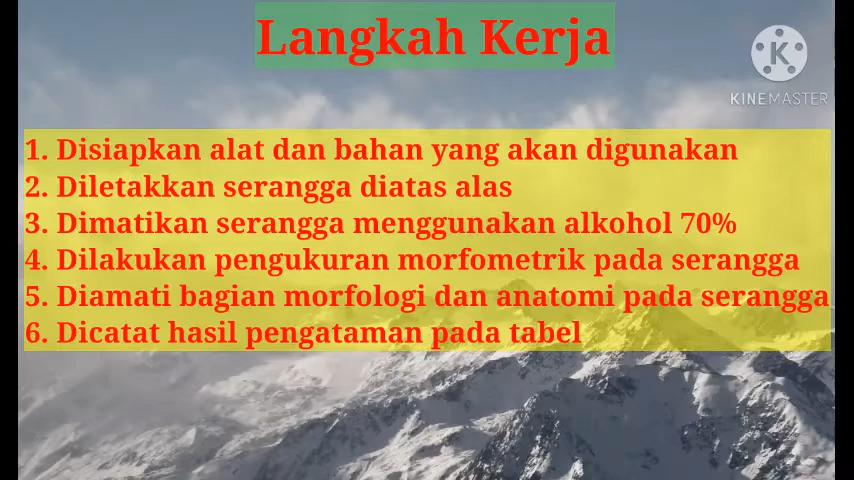 Langkah Kerja
KINEMASTER
1. Disiapkan alat dan bahan yang akan digunakan
2. Diletakkan serangga diatas alas
3. Dimatikan serangga menggunakan alkohol 70%
4. Dilakukan pengukuran morfometrik pada serangga
5. Diamati bagian morfologi dan anatomi pada serangga
6. Dicatat hasil pengataman pada tabel